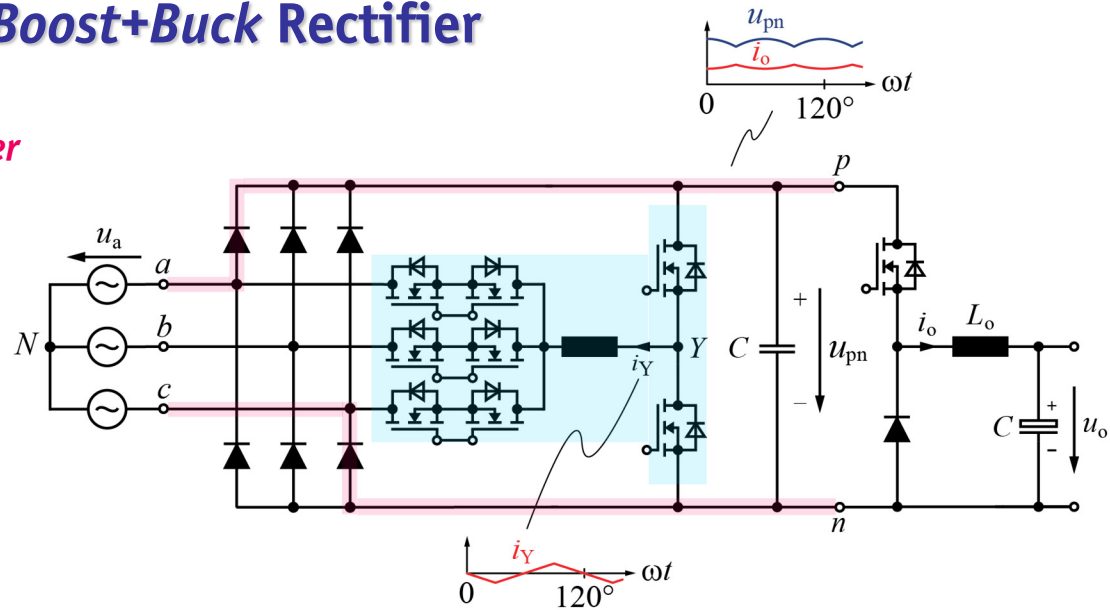 Boost+Buck Rectifier
er
u_pn
i_o
ωt
0
120°
p
u_a
a
b
N
c
Y
i_Y
C
+
–
u_pn
i_o
L_o
C
+
-
u_o
n
i_Y
ωt
0
120°